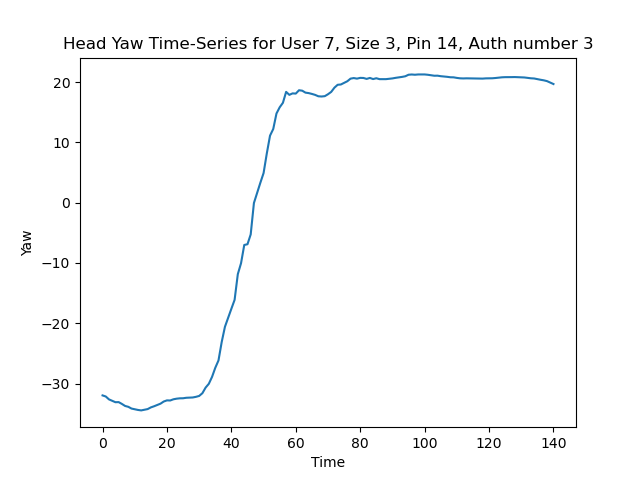 Head Yaw Time-Series for User 7, Size 3, Pin 14, Auth number 3
20
10
0
−10
−20
−30
Yaw
0 20 40 60 80 100 120 140
Time